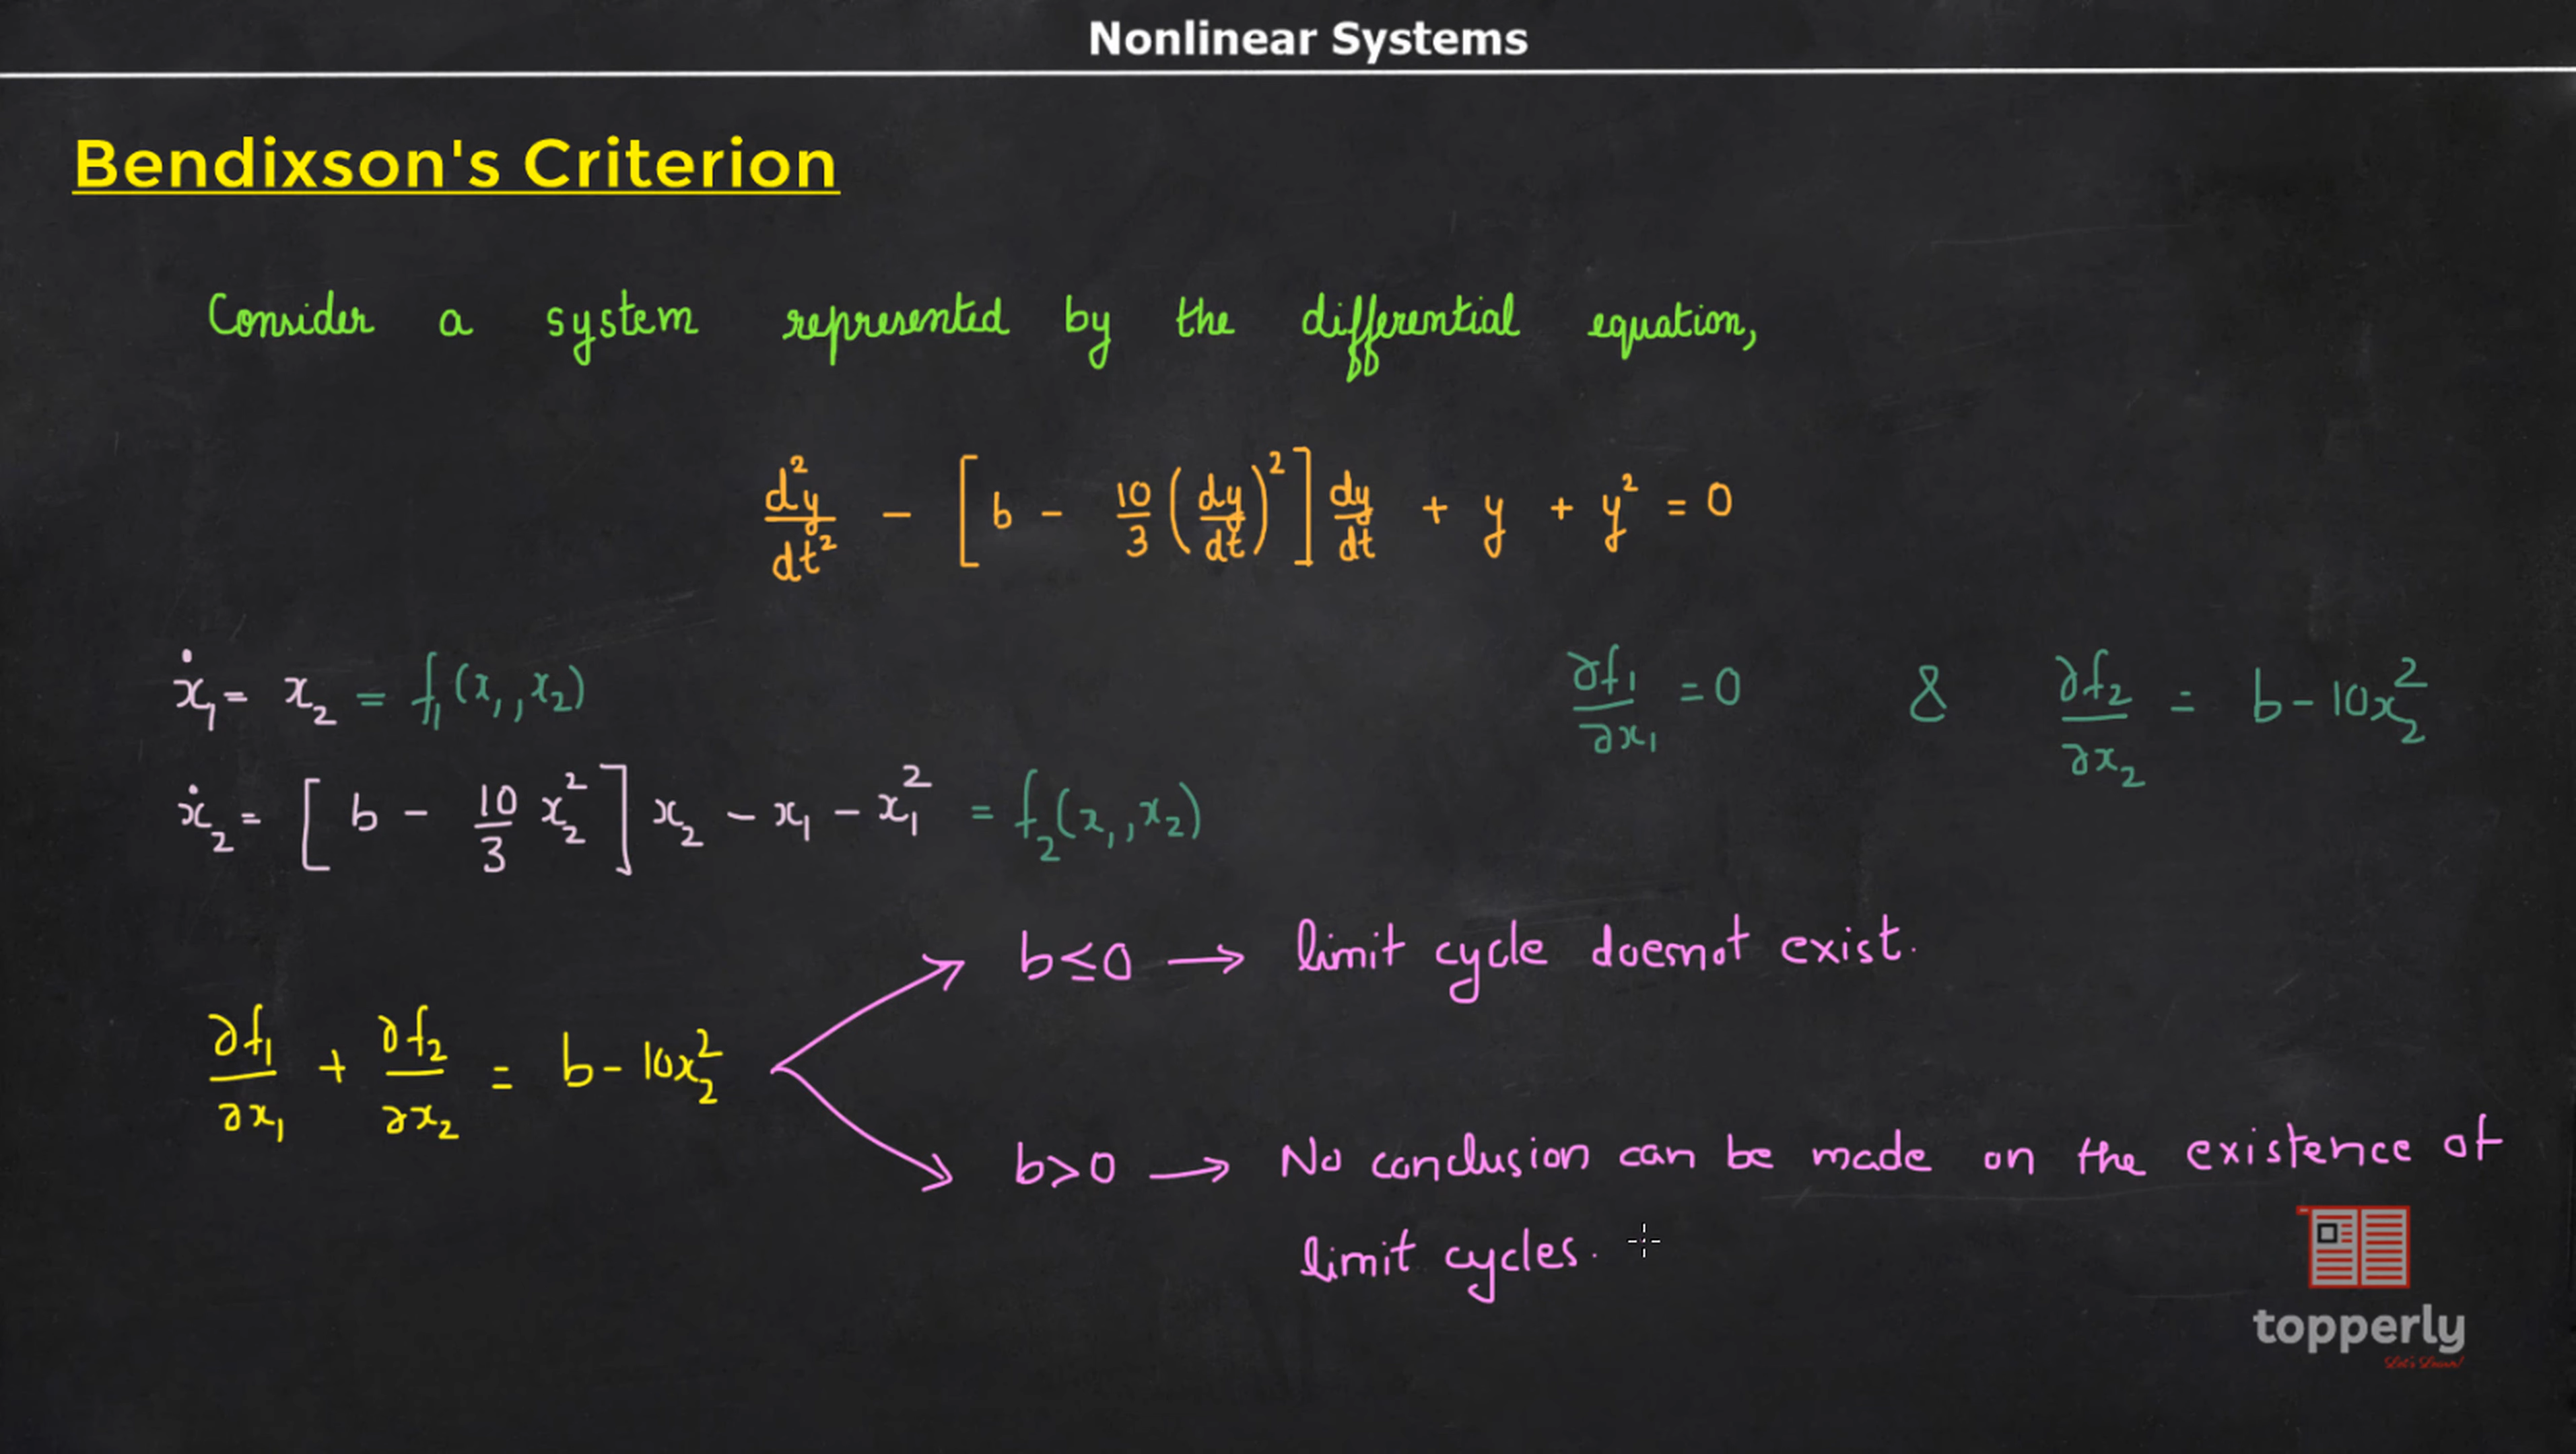 Nonlinear Systems
Bendixson's Criterion
Consider a system represented by the differential equation,
d²y/dt² - [b - 10/3 (dy/dt)²] dy/dt + y + y² = 0
ẋ₁ = x₂ = f₁(x₁,x₂)
∂f₁/∂x₁ = 0 & ∂f₂/∂x₂ = b - 10x₂²
ẋ₂ = [b - 10/3 x₂²] x₂ - x₁ - x₁² = f₂(x₁,x₂)
b ≤ 0 → limit cycle doesnot exist.
∂f₁/∂x₁ + ∂f₂/∂x₂ = b - 10x₂²
b > 0 → No conclusion can be made on the existence of
limit cycles.
topperly
Let's Learn!